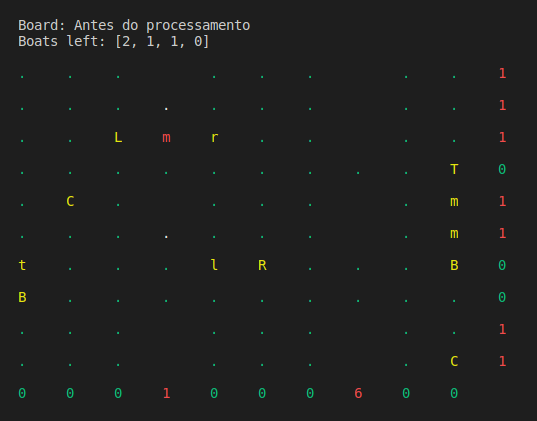 Board: Antes do processamento
Boats left: [2, 1, 1, 0]
. . .   . . .   . . 1
. . . . . . .   . . 1
. . L m r . .   . . 1
. . . . . . . . . T 0
. C .   . . .   . m 1
. . . . . . .   . m 1
t . . . l R . . . B 0
B . . . . . . . . . 0
. . .   . . .   . . 1
. . .   . . .   . C 1
0 0 0 1 0 0 0 6 0 0